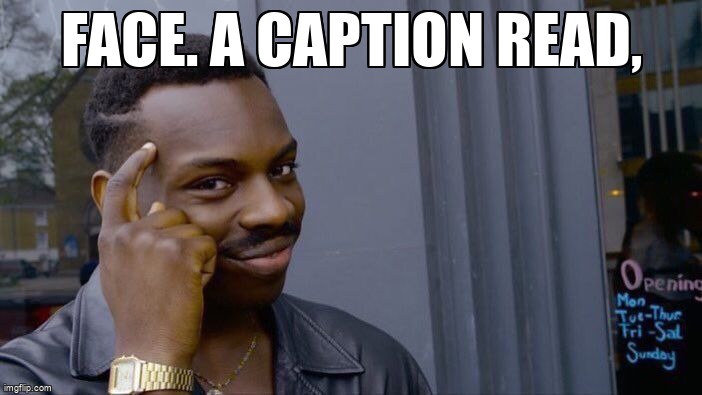 FACE. A CAPTION READ,
Opening
Mon
Tue-Thur
Fri -Sat
Sunday
imgflip.com